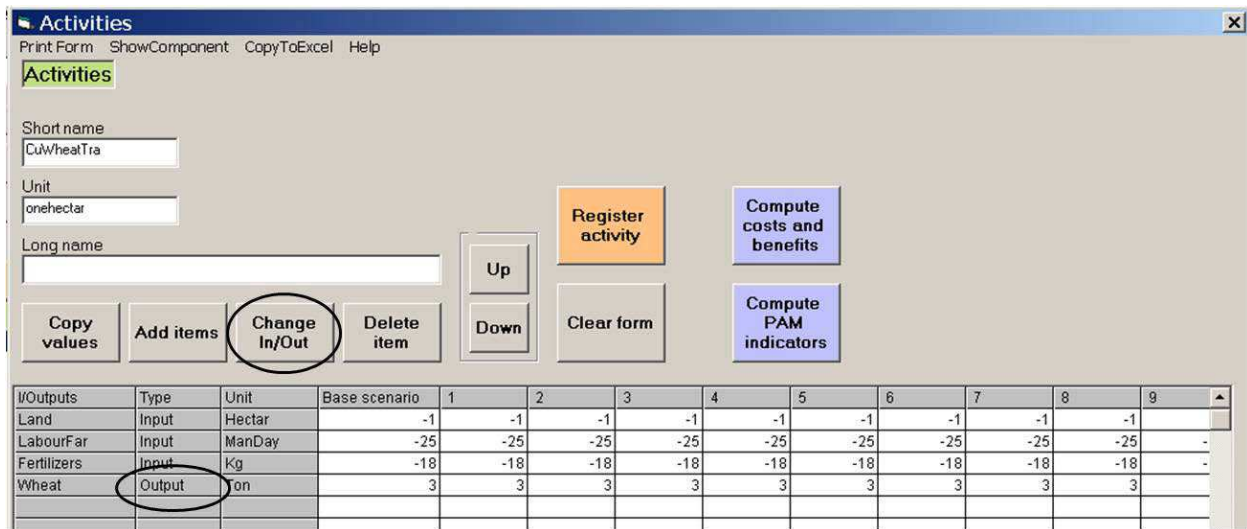 Activities
Print Form ShowComponent CopyToExcel Help
Activities
Short name
CuWheatTra
Unit
onehectar
Long name
Copy
values
Add items
Change
In/Out
Delete
item
Up
Down
Register
activity
Clear form
Compute
costs and
benefits
Compute
PAM
indicators
I/Outputs Type Unit Base scenario 1 2 3 4 5 6 7 8 9
Land Input Hectar -1 -1 -1 -1 -1 -1 -1 -1 -1
LabourFar Input ManDay -25 -25 -25 -25 -25 -25 -25 -25 -25 -
Fertilizers Input Kg -18 -18 -18 -18 -18 -18 -18 -18 -18 -
Wheat Output Ton 3 3 3 3 3 3 3 3 3